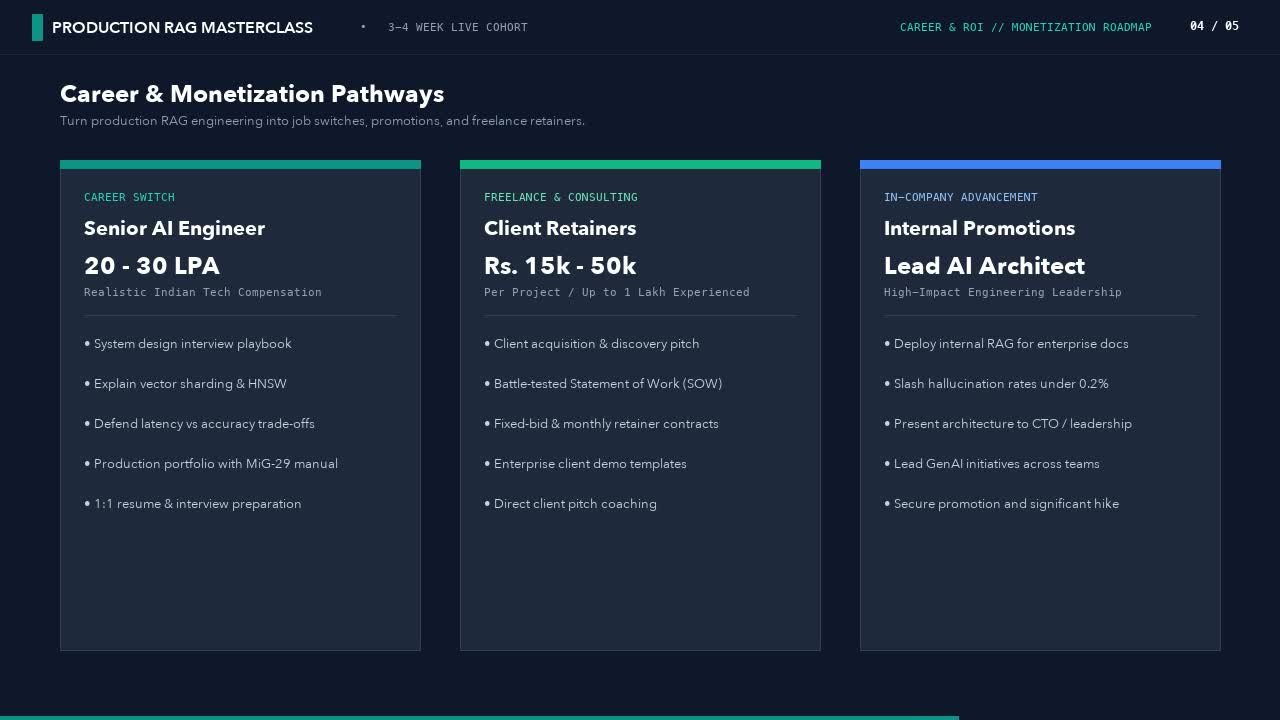 PRODUCTION RAG MASTERCLASS • 3–4 WEEK LIVE COHORT CAREER & ROI // MONETIZATION ROADMAP 04 / 05
Career & Monetization Pathways
Turn production RAG engineering into job switches, promotions, and freelance retainers.
CAREER SWITCH
Senior AI Engineer
20 - 30 LPA
Realistic Indian Tech Compensation
• System design interview playbook
• Explain vector sharding & HNSW
• Defend latency vs accuracy trade-offs
• Production portfolio with MiG-29 manual
• 1:1 resume & interview preparation
FREELANCE & CONSULTING
Client Retainers
Rs. 15k - 50k
Per Project / Up to 1 Lakh Experienced
• Client acquisition & discovery pitch
• Battle-tested Statement of Work (SOW)
• Fixed-bid & monthly retainer contracts
• Enterprise client demo templates
• Direct client pitch coaching
IN–COMPANY ADVANCEMENT
Internal Promotions
Lead AI Architect
High–Impact Engineering Leadership
• Deploy internal RAG for enterprise docs
• Slash hallucination rates under 0.2%
• Present architecture to CTO / leadership
• Lead GenAI initiatives across teams
• Secure promotion and significant hike